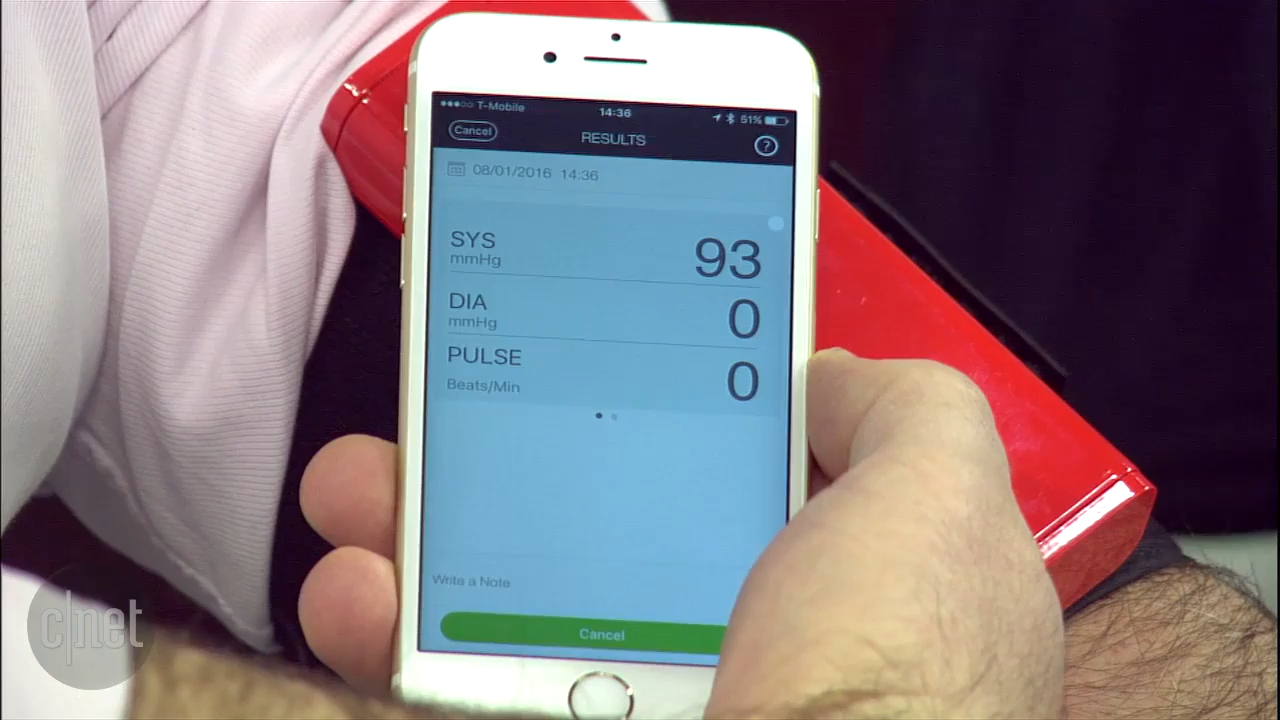 T-Mobile 14:36 51%
Cancel RESULTS ?
08/01/2016 14:36
SYS 93
mmHg
DIA 0
mmHg
PULSE 0
Beats/Min
Write a Note
Cancel
c|net